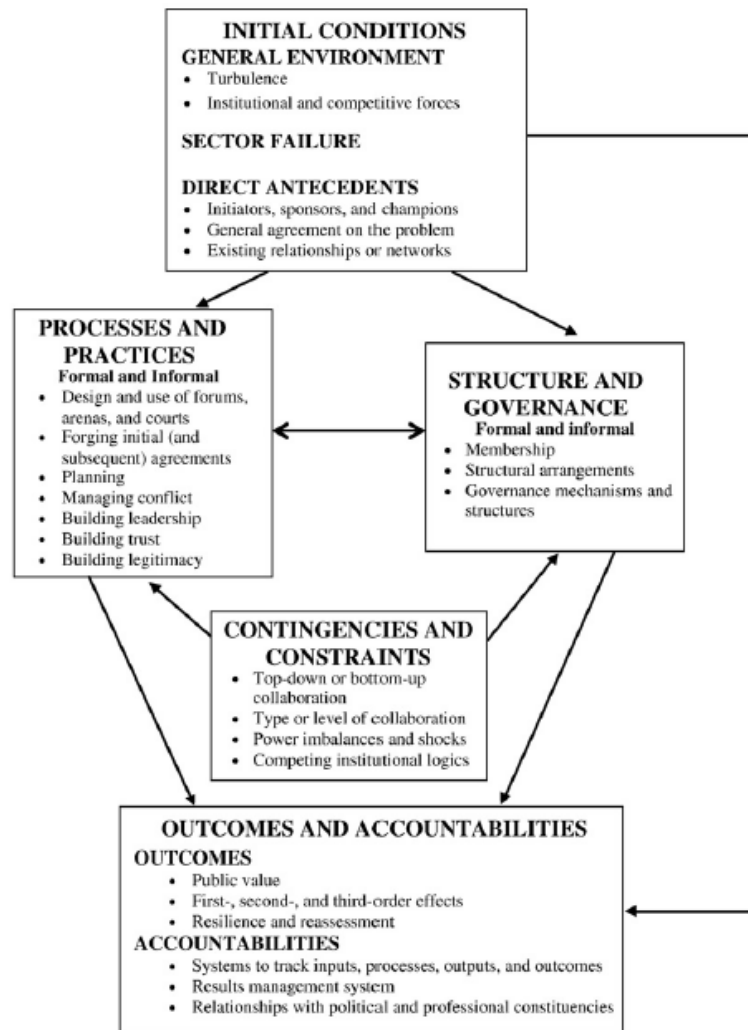 INITIAL CONDITIONS
GENERAL ENVIRONMENT
• Turbulence
• Institutional and competitive forces
SECTOR FAILURE
DIRECT ANTECEDENTS
• Initiators, sponsors, and champions
• General agreement on the problem
• Existing relationships or networks
PROCESSES AND
PRACTICES
Formal and Informal
• Design and use of forums,
arenas, and courts
• Forging initial (and
subsequent) agreements
• Planning
• Managing conflict
• Building leadership
• Building trust
• Building legitimacy
STRUCTURE AND
GOVERNANCE
Formal and informal
• Membership
• Structural arrangements
• Governance mechanisms and
structures
CONTINGENCIES AND
CONSTRAINTS
• Top-down or bottom-up
collaboration
• Type or level of collaboration
• Power imbalances and shocks
• Competing institutional logics
OUTCOMES AND ACCOUNTABILITIES
OUTCOMES
• Public value
• First-, second-, and third-order effects
• Resilience and reassessment
ACCOUNTABILITIES
• Systems to track inputs, processes, outputs, and outcomes
• Results management system
• Relationships with political and professional constituencies